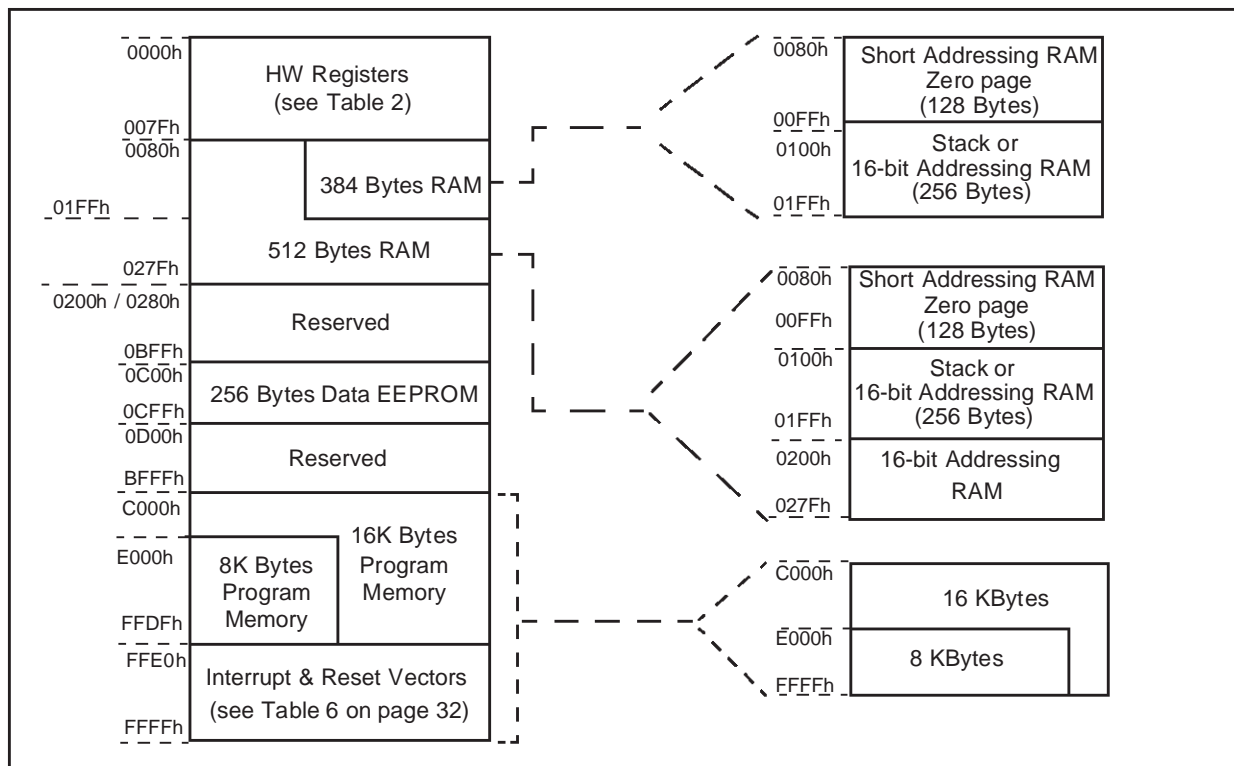 0000h
HW Registers
(see Table 2)
007Fh
0080h
384 Bytes RAM
01FFh
512 Bytes RAM
027Fh
0200h / 0280h
Reserved
0BFFh
0C00h
256 Bytes Data EEPROM
0CFFh
0D00h
Reserved
BFFFh
C000h
16K Bytes
Program
Memory
E000h
8K Bytes
Program
Memory
FFDFh
FFE0h
Interrupt & Reset Vectors
(see Table 6 on page 32)
FFFFh
0080h
Short Addressing RAM
Zero page
(128 Bytes)
00FFh
0100h
Stack or
16-bit Addressing RAM
(256 Bytes)
01FFh
0080h
Short Addressing RAM
Zero page
(128 Bytes)
00FFh
0100h
Stack or
16-bit Addressing RAM
(256 Bytes)
01FFh
0200h
16-bit Addressing
RAM
027Fh
C000h
16 KBytes
E000h
8 KBytes
FFFFh